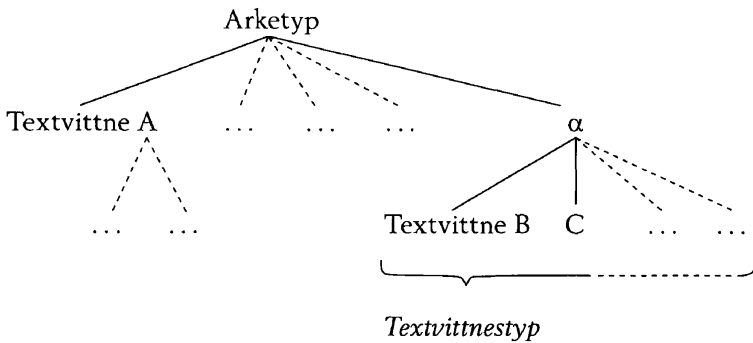 Arketyp
Textvittne A ... ... ... α
... ... Textvittne B C ... ...
Textvittnestyp